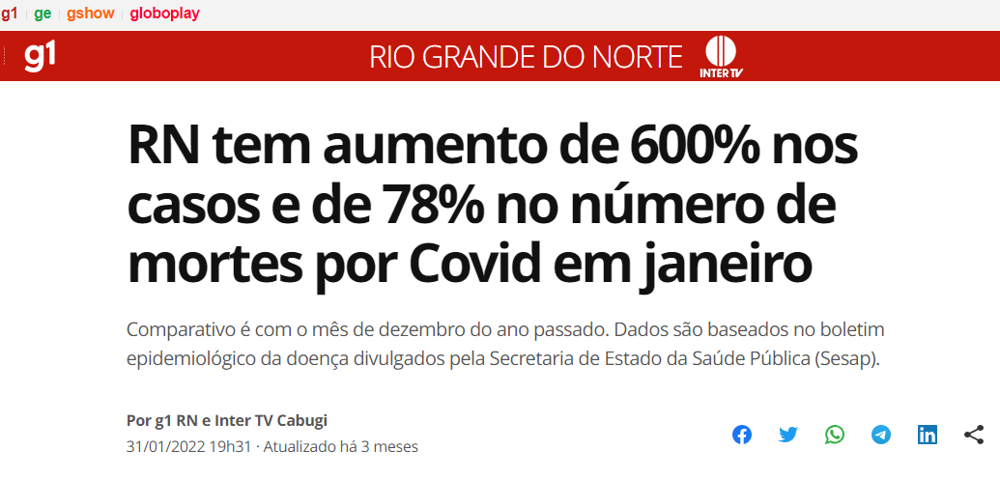 g1 ge gshow globoplay
g1 RIO GRANDE DO NORTE INTER TV
RN tem aumento de 600% nos
casos e de 78% no número de
mortes por Covid em janeiro
Comparativo é com o mês de dezembro do ano passado. Dados são baseados no boletim
epidemiológico da doença divulgados pela Secretaria de Estado da Saúde Pública (Sesap).
Por g1 RN e Inter TV Cabugi
31/01/2022 19h31 · Atualizado há 3 meses